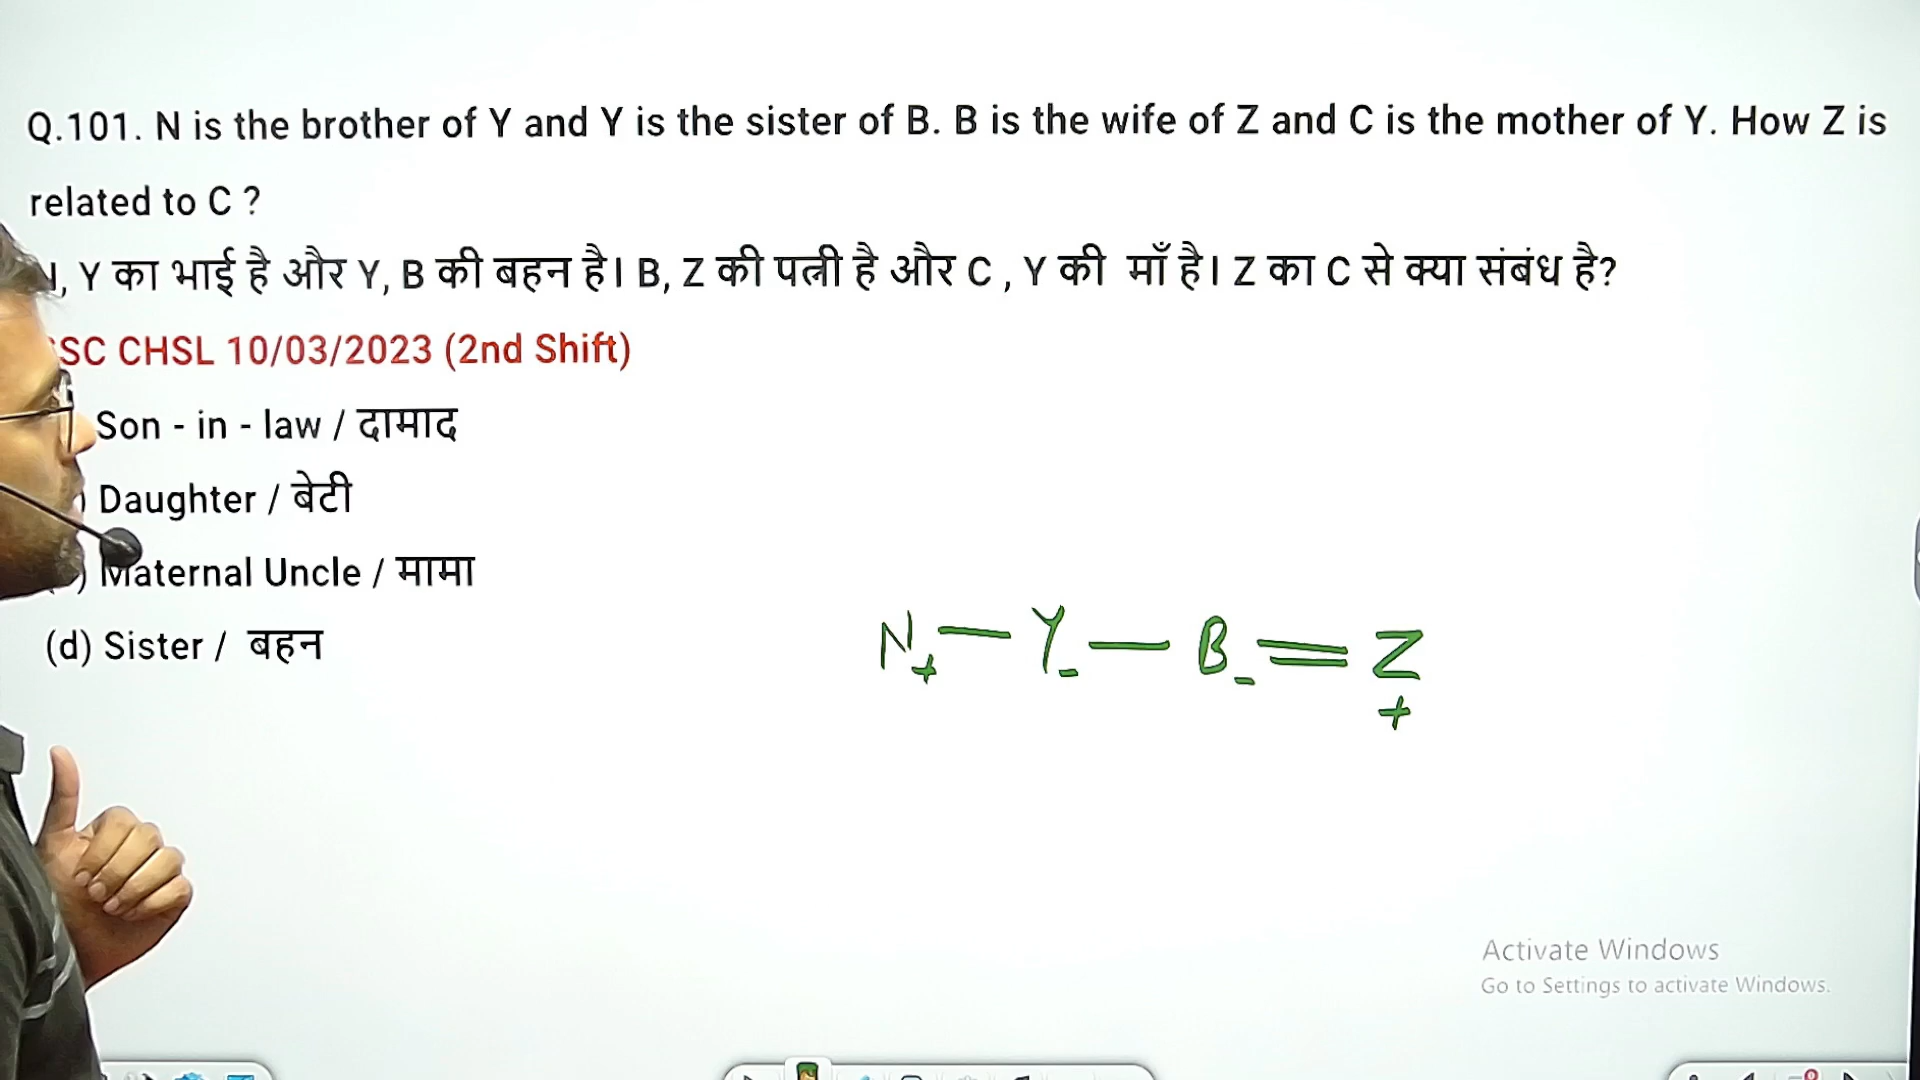 Q.101. N is the brother of Y and Y is the sister of B. B is the wife of Z and C is the mother of Y. How Z is
related to C ?
, Y का भाई है और Y, B की बहन है। B, Z की पत्नी है और C , Y की माँ है। Z का C से क्या संबंध है?
SC CHSL 10/03/2023 (2nd Shift)
Son - in - law / दामाद
) Daughter / बेटी
) Maternal Uncle / मामा
(d) Sister / बहन
N — Y — B = Z
+ - - +
Activate Windows
Go to Settings to activate Windows.